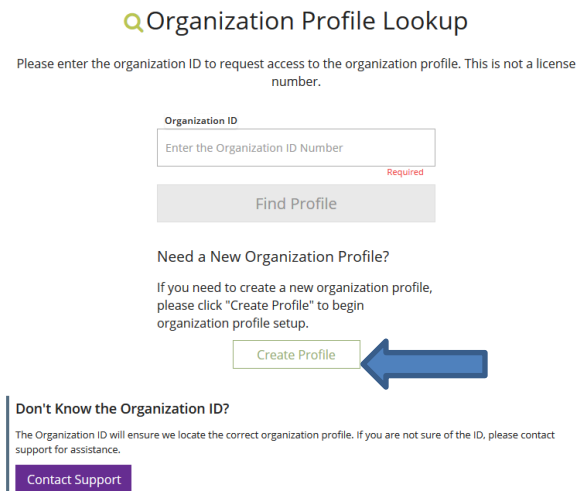 Organization Profile Lookup
Please enter the organization ID to request access to the organization profile. This is not a license
number.
Organization ID
Enter the Organization ID Number
Required
Find Profile
Need a New Organization Profile?
If you need to create a new organization profile,
please click "Create Profile" to begin
organization profile setup.
Create Profile
Don't Know the Organization ID?
The Organization ID will ensure we locate the correct organization profile. If you are not sure of the ID, please contact
support for assistance.
Contact Support